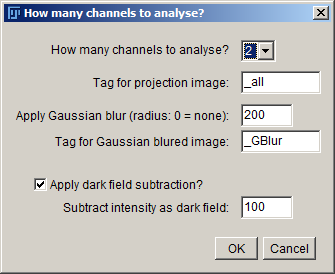 How many channels to analyse?
How many channels to analyse? 2
Tag for projection image: _all
Apply Gaussian blur (radius: 0 = none): 200
Tag for Gaussian blured image: _GBlur
Apply dark field subtraction?
Subtract intensity as dark field: 100
OK Cancel